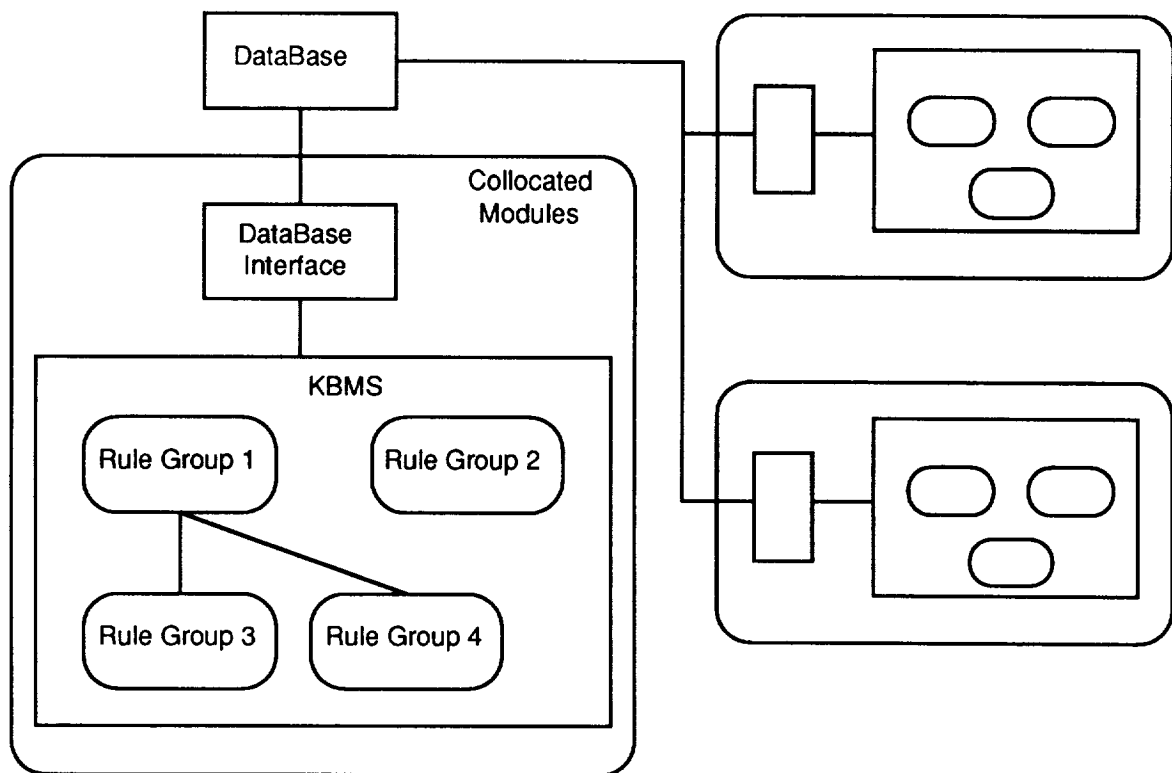 DataBase
Collocated
Modules
DataBase
Interface
KBMS
Rule Group 1
Rule Group 2
Rule Group 3
Rule Group 4